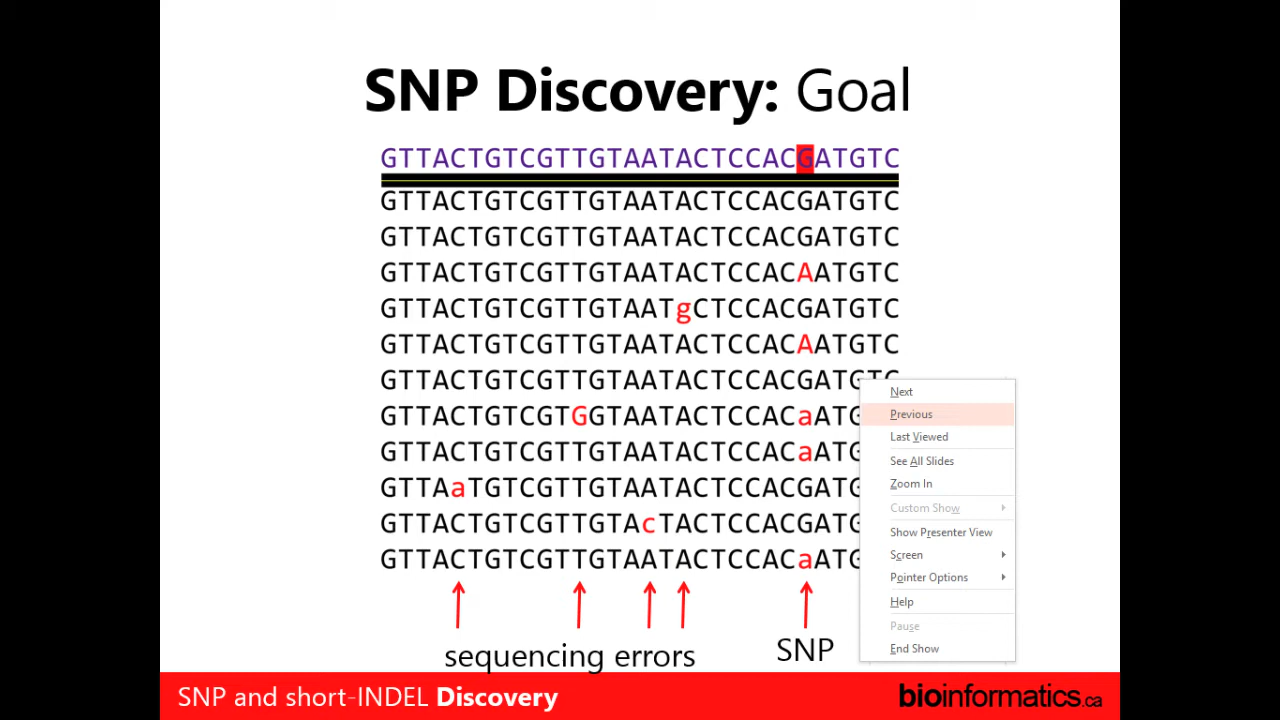 SNP Discovery: Goal
GTTACTGTCGTTGTAATACTCCACGATGTC
GTTACTGTCGTTGTAATACTCCACGATGTC
GTTACTGTCGTTGTAATACTCCACGATGTC
GTTACTGTCGTTGTAATACTCCACAATGTC
GTTACTGTCGTTGTAATgCTCCACGATGTC
GTTACTGTCGTTGTAATACTCCACAATGTC
GTTACTGTCGTTGTAATACTCCACGATGTC
GTTACTGTCGTGGTAATACTCCACaATG
GTTACTGTCGTTGTAATACTCCACaATG
GTTAaTGTCGTTGTAATACTCCACGATG
GTTACTGTCGTTGTAcTACTCCACGATG
GTTACTGTCGTTGTAATACTCCACaATG
sequencing errors
SNP
Next
Previous
Last Viewed
See All Slides
Zoom In
Custom Show
Show Presenter View
Screen
Pointer Options
Help
Pause
End Show
SNP and short-INDEL Discovery
bioinformatics.ca